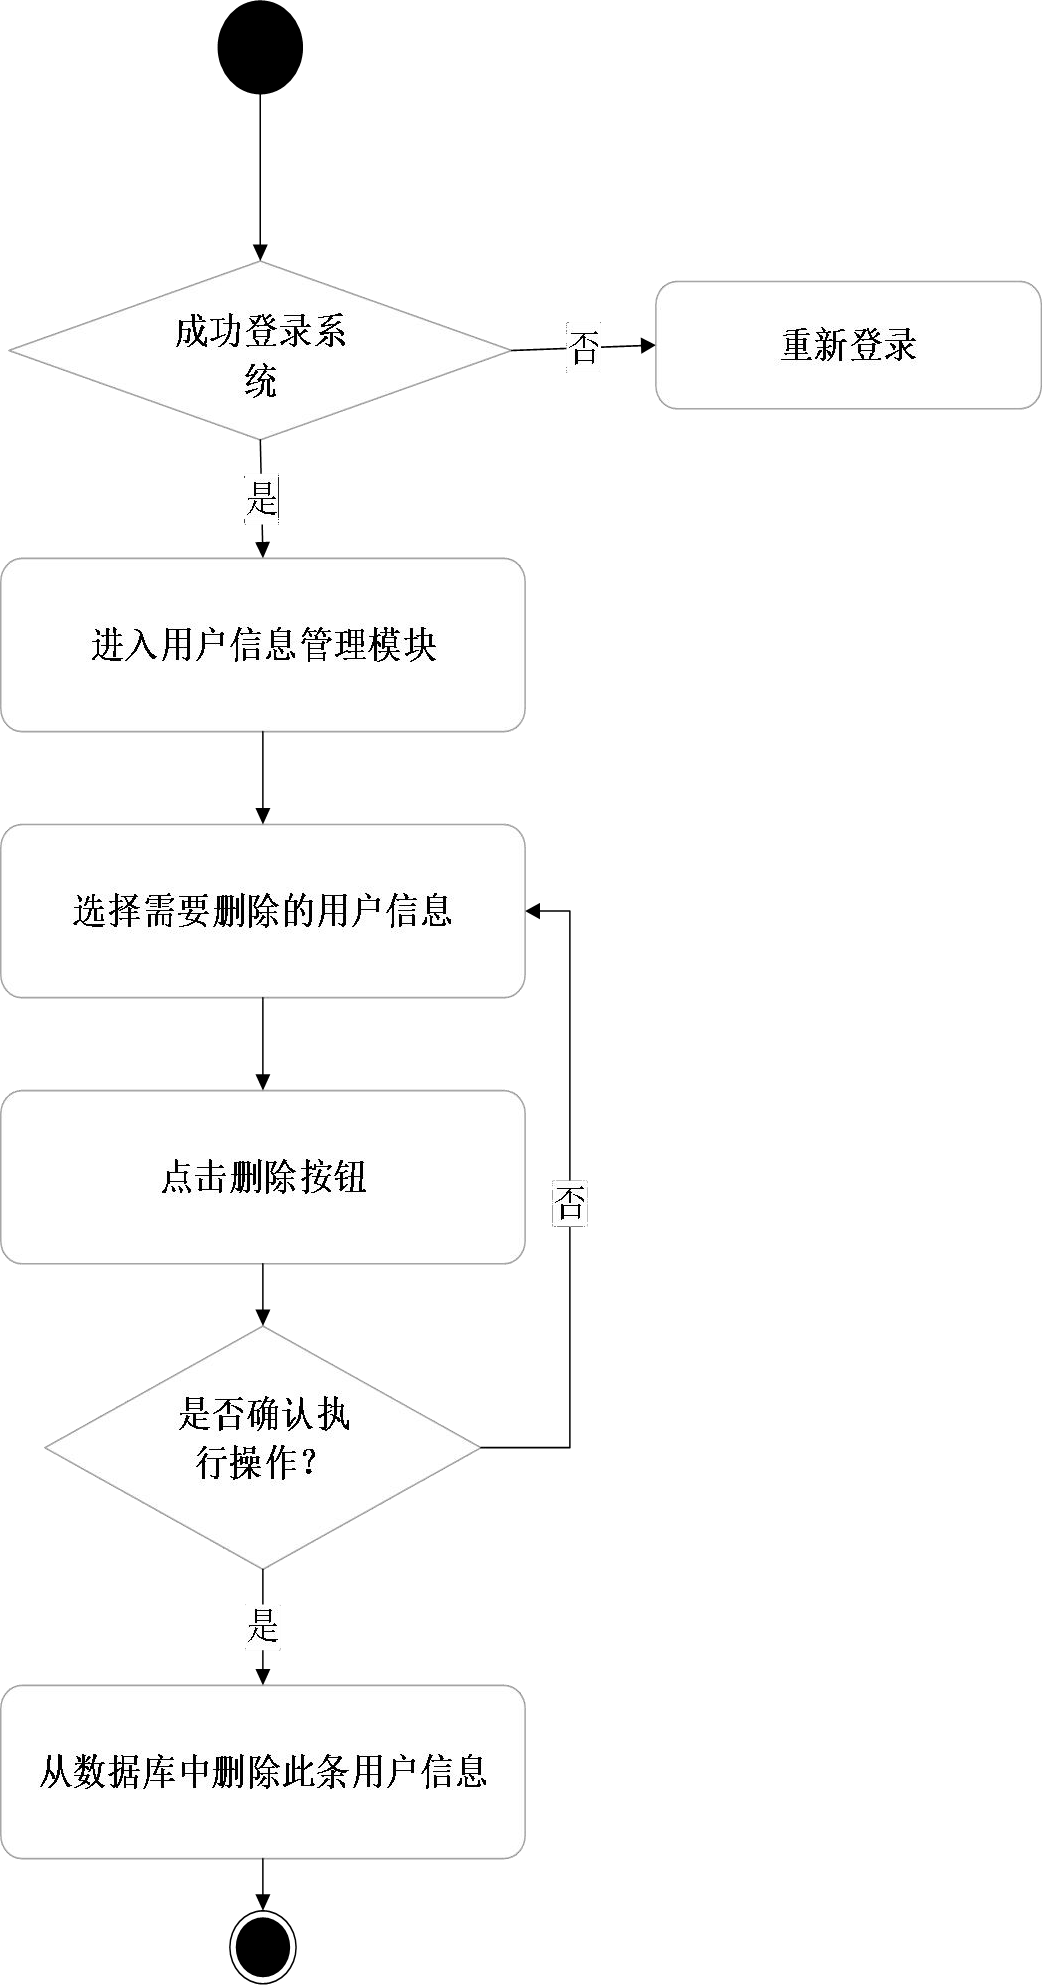 成功登录系
统
否
重新登录
是
进入用户信息管理模块
选择需要删除的用户信息
点击删除按钮
否
是否确认执
行操作？
是
从数据库中删除此条用户信息